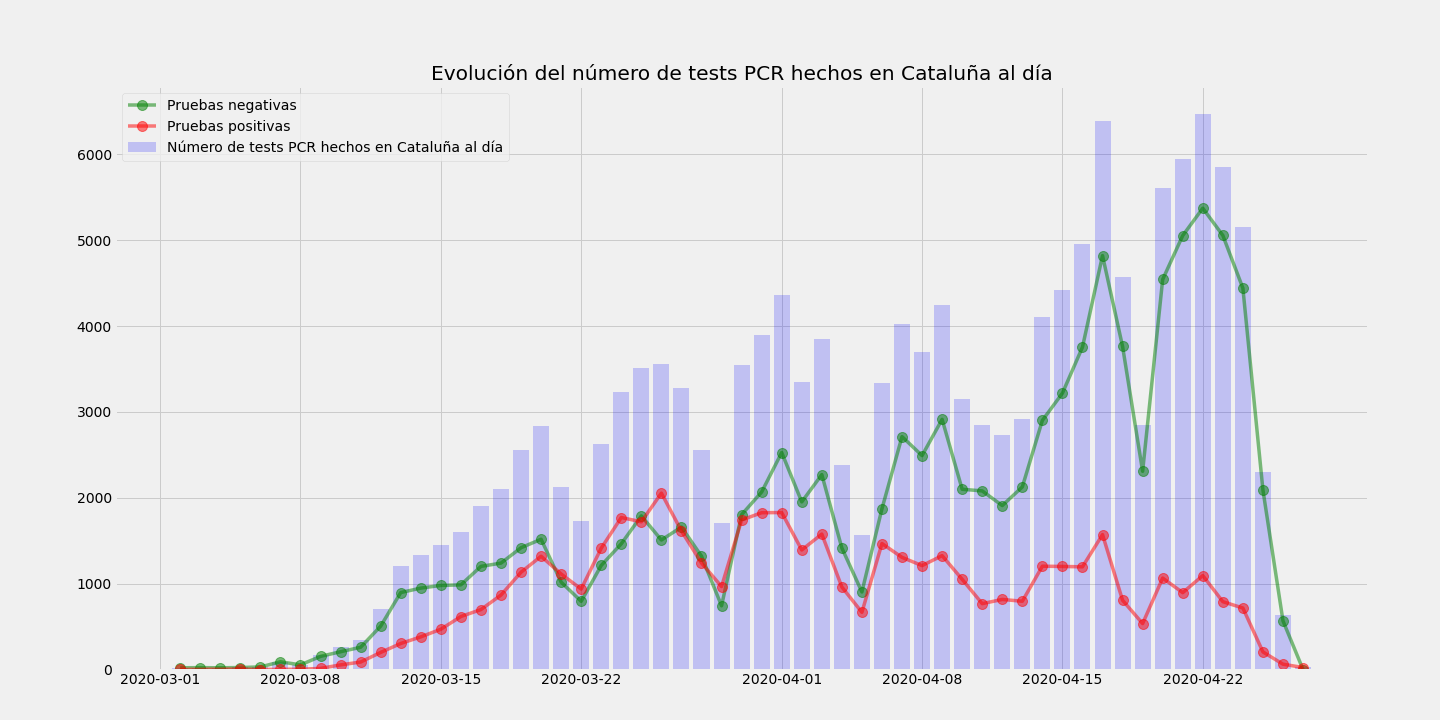 Evolución del número de tests PCR hechos en Cataluña al día
Pruebas negativas
Pruebas positivas
Número de tests PCR hechos en Cataluña al día
6000
5000
4000
3000
2000
1000
0
2020-03-01 2020-03-08 2020-03-15 2020-03-22 2020-04-01 2020-04-08 2020-04-15 2020-04-22